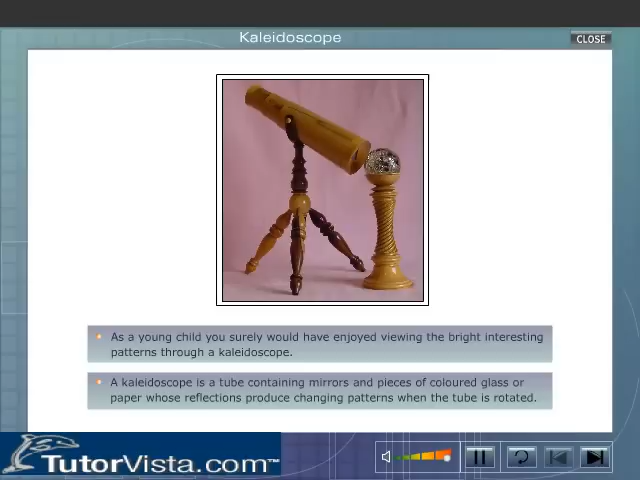 Kaleidoscope
CLOSE
As a young child you surely would have enjoyed viewing the bright interesting
patterns through a kaleidoscope.
A kaleidoscope is a tube containing mirrors and pieces of coloured glass or
paper whose reflections produce changing patterns when the tube is rotated.
TutorVista.com™